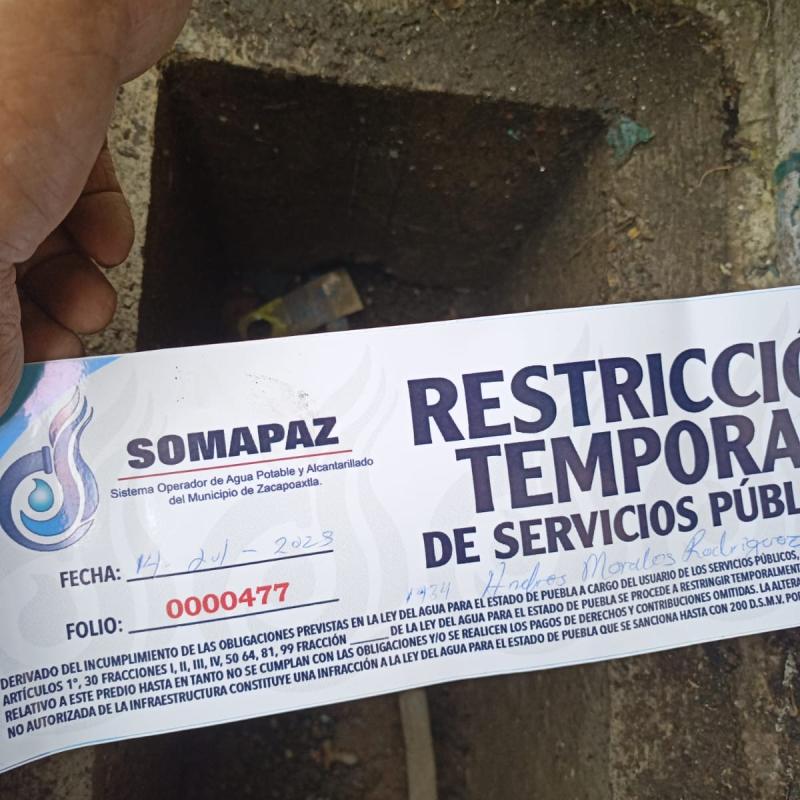 SOMAPAZ
Sistema Operador de Agua Potable y Alcantarillado
del Municipio de Zacapoaxtla.
FECHA: 14 - Jul - 2023
FOLIO: 0000477
RESTRICCIÓ
TEMPORA
DE SERVICIOS PÚBL
1934 Andres Morales Rodriguez
DERIVADO DEL INCUMPLIMIENTO DE LAS OBLIGACIONES PREVISTAS EN LA LEY DEL AGUA PARA EL ESTADO DE PUEBLA A CARGO DEL USUARIO DE LOS SERVICIOS PÚBLICOS,
ARTÍCULOS 1°, 30 FRACCIONES I, II, III, IV, 50 64, 81, 99 FRACCIÓN ______ DE LA LEY DEL AGUA PARA EL ESTADO DE PUEBLA SE PROCEDE A RESTRINGIR TEMPORALMENTE
RELATIVO A ESTE PREDIO HASTA EN TANTO NO SE CUMPLAN CON LAS OBLIGACIONES Y/O SE REALICEN LOS PAGOS DE DERECHOS Y CONTRIBUCIONES OMITIDAS. LA ALTERA
NO AUTORIZADA DE LA INFRAESTRUCTURA CONSTITUYE UNA INFRACCIÓN A LA LEY DEL AGUA PARA EL ESTADO DE PUEBLA QUE SE SANCIONA HASTA CON 200 D.S.M.V. POR